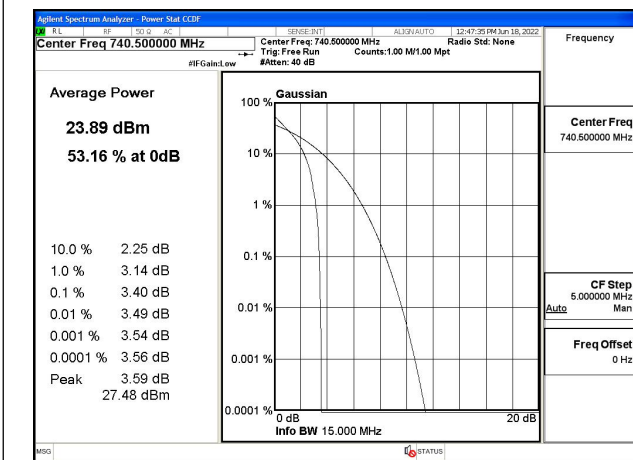 Agilent Spectrum Analyzer - Power Stat CCDF
RL RF 50 Ω AC SENSE:INT ALIGN AUTO 12:47:35 PM Jun 18, 2022
Center Freq 740.500000 MHz
Center Freq: 740.500000 MHz Radio Std: None
Trig: Free Run Counts:1.00 M/1.00 Mpt
#IFGain:Low #Atten: 40 dB
Frequency
Average Power
23.89 dBm
53.16 % at 0dB
10.0 % 2.25 dB
1.0 % 3.14 dB
0.1 % 3.40 dB
0.01 % 3.49 dB
0.001 % 3.54 dB
0.0001 % 3.56 dB
Peak 3.59 dB
27.48 dBm
Gaussian
100 %
10 %
1 %
0.1 %
0.01 %
0.001 %
0.0001 %
0 dB 20 dB
Info BW 15.000 MHz
Center Freq
740.500000 MHz
CF Step
5.000000 MHz
Auto Man
Freq Offset
0 Hz
MSG STATUS